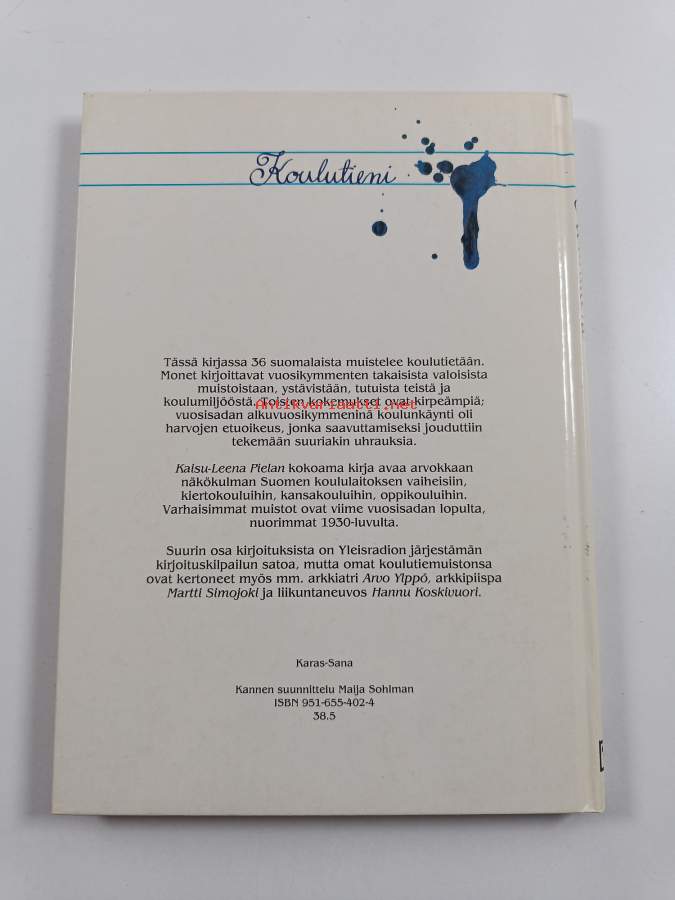 Koulutieni
Tässä kirjassa 36 suomalaista muistelee koulutietään.
Monet kirjoittavat vuosikymmenten takaisista valoisista
muistoistaan, ystävistään, tutuista teistä ja
koulumiljööstä. Toisten kokemukset ovat kirpeämpiä;
Antikvariaatti.net
vuosisadan alkuvuosikymmeninä koulunkäynti oli
harvojen etuoikeus, jonka saavuttamiseksi jouduttiin
tekemään suuriakin uhrauksia.
Kaisu-Leena Pielan kokoama kirja avaa arvokkaan
näkökulman Suomen koululaitoksen vaiheisiin,
kiertokouluihin, kansakouluihin, oppikouluihin.
Varhaisimmat muistot ovat viime vuosisadan lopulta,
nuorimmat 1930-luvulta.
Suurin osa kirjoituksista on Yleisradion järjestämän
kirjoituskilpailun satoa, mutta omat koulutiemuistonsa
ovat kertoneet myös mm. arkkiatri Arvo Ylppö, arkkipiispa
Martti Simojoki ja liikuntaneuvos Hannu Koskivuori.
Karas-Sana
Kannen suunnittelu Maija Sohlman
ISBN 951-655-402-4
38.5